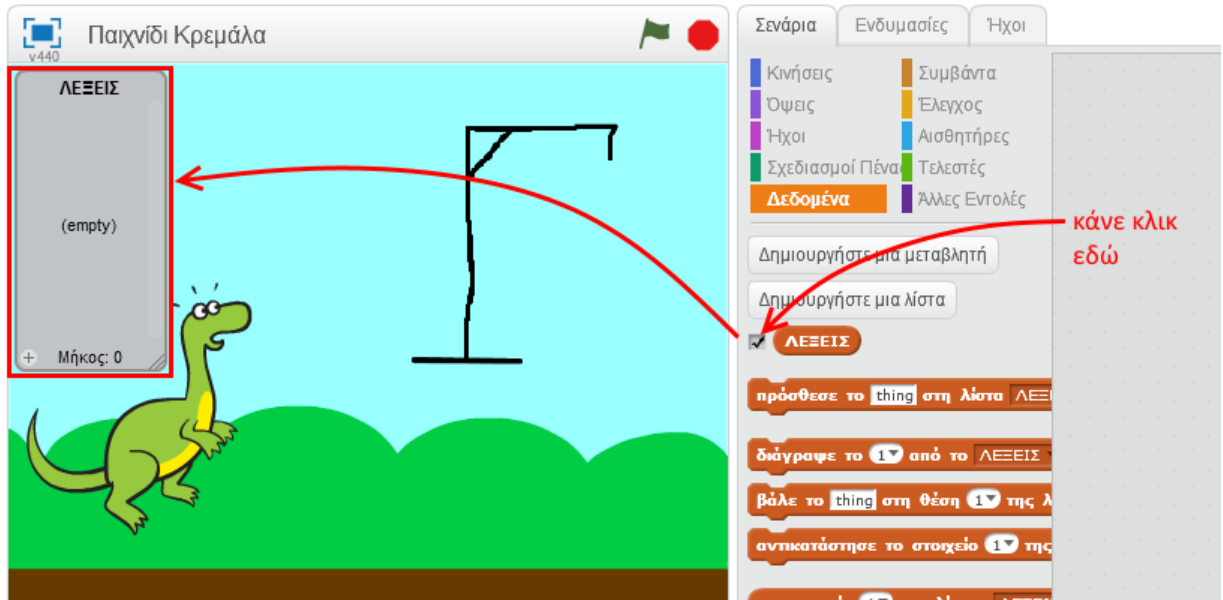 Παιχνίδι Κρεμάλα
v440
ΛΕΞΕΙΣ
(empty)
+ Μήκος: 0
Σενάρια Ενδυμασίες Ήχοι
Κινήσεις Συμβάντα
Όψεις Έλεγχος
Ήχοι Αισθητήρες
Σχεδιασμοί Πένας Τελεστές
Δεδομένα Άλλες Εντολές
κάνε κλικ
εδώ
Δημιουργήστε μια μεταβλητή
Δημιουργήστε μια λίστα
ΛΕΞΕΙΣ
πρόσθεσε το thing στη λίστα ΛΕΞ
διάγραψε το 1 από το ΛΕΞΕΙΣ
βάλε το thing στη θέση 1 της λ
αντικατάστησε το στοιχείο 1 της